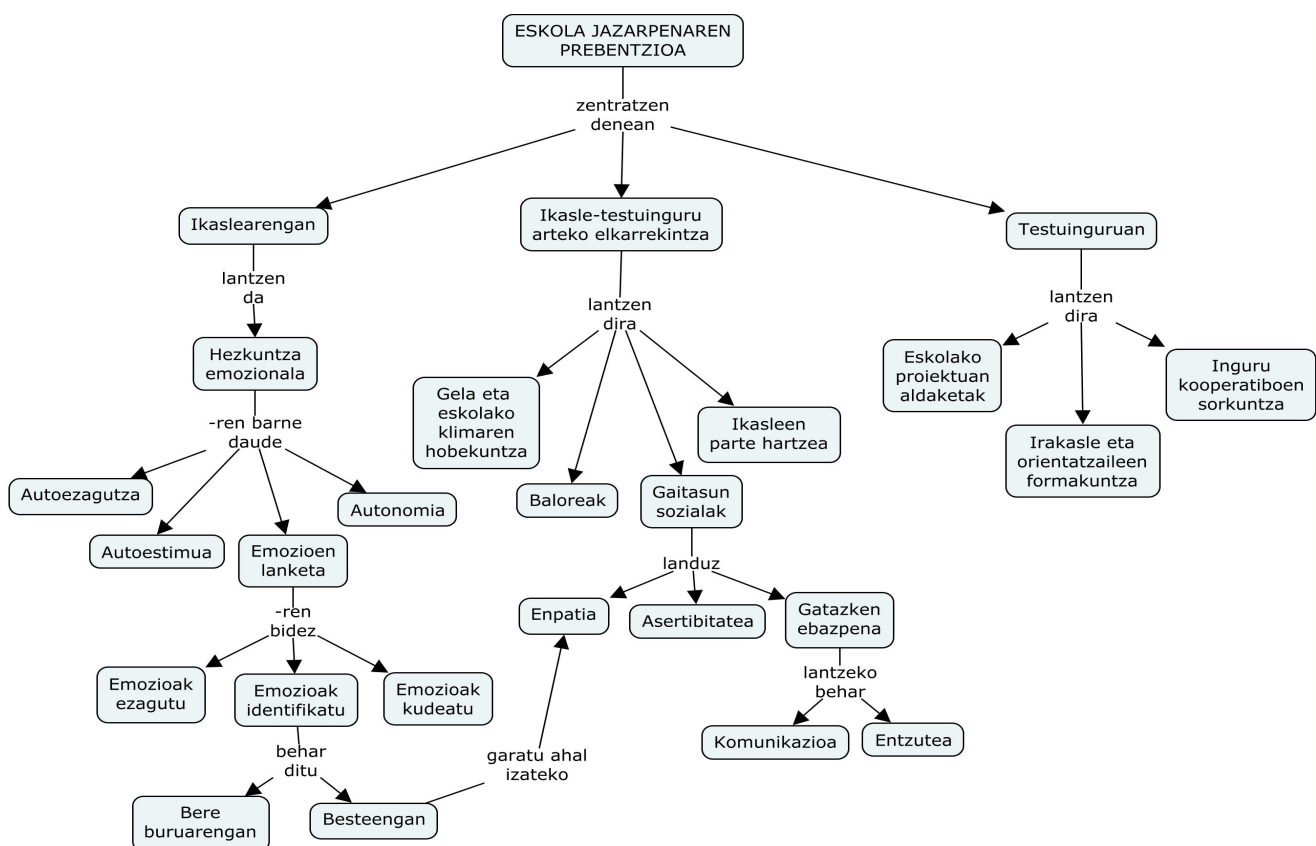 ESKOLA JAZARPENAREN
PREBENTZIOA
zentratzen
denean
Ikaslearengan
Ikasle-testuinguru
arteko elkarrekintza
Testuinguruan
lantzen
da
lantzen
dira
lantzen
dira
Hezkuntza
emozionala
Gela eta
eskolako
klimaren
hobekuntza
Baloreak
Gaitasun
sozialak
Ikasleen
parte hartzea
Eskolako
proiektuan
aldaketak
Irakasle eta
orientatzaileen
formakuntza
Inguru
kooperatiboen
sorkuntza
-ren barne
daude
Autoezagutza
Autoestimua
Emozioen
lanketa
Autonomia
landuz
Enpatia
Asertibitatea
Gatazken
ebazpena
-ren
bidez
Emozioak
ezagutu
Emozioak
identifikatu
Emozioak
kudeatu
lantzeko
behar
Komunikazioa
Entzutea
behar
ditu
garatu ahal
izateko
Bere
buruarengan
Besteengan